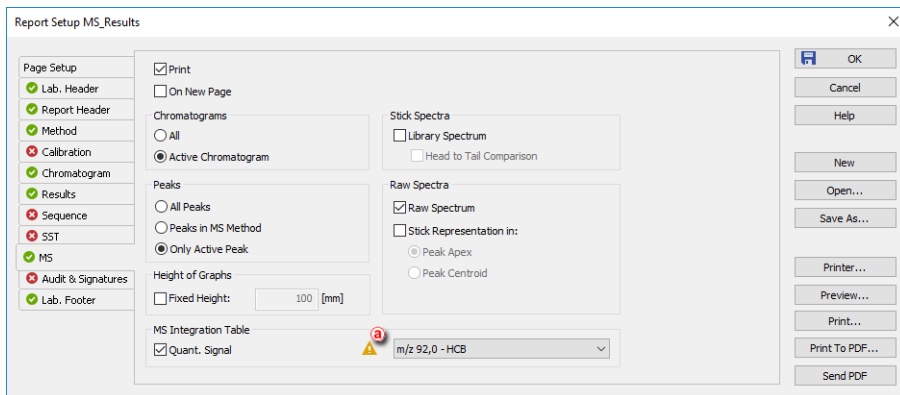 Report Setup MS_Results
Page Setup
Lab. Header
Report Header
Method
Calibration
Chromatogram
Results
Sequence
SST
MS
Audit & Signatures
Lab. Footer
Print
On New Page
Chromatograms
All
Active Chromatogram
Peaks
All Peaks
Peaks in MS Method
Only Active Peak
Height of Graphs
Fixed Height: 100 [mm]
MS Integration Table
Quant. Signal
a
m/z 92,0 - HCB
Stick Spectra
Library Spectrum
Head to Tail Comparison
Raw Spectra
Raw Spectrum
Stick Representation in:
Peak Apex
Peak Centroid
OK
Cancel
Help
New
Open...
Save As...
Printer...
Preview...
Print...
Print To PDF...
Send PDF